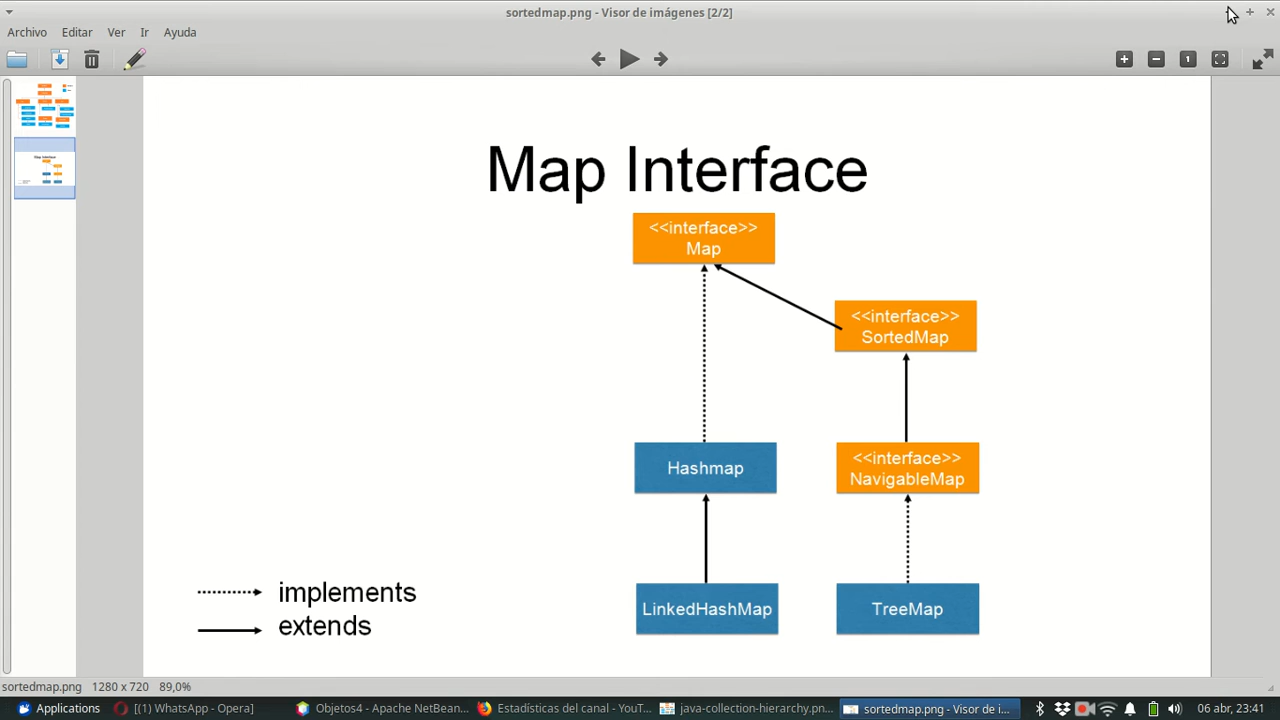 sortedmap.png - Visor de imágenes [2/2]
Archivo Editar Ver Ir Ayuda
1
Map Interface
<<interface>>
Map
<<interface>>
SortedMap
Hashmap
<<interface>>
NavigableMap
implements
extends
LinkedHashMap
TreeMap
sortedmap.png 1280 x 720 89,0%
Applications [(1) WhatsApp - Opera] Objetos4 - Apache NetBean... Estadísticas del canal - YouT... java-collection-hierarchy.pn... sortedmap.png - Visor de i... 06 abr, 23:41